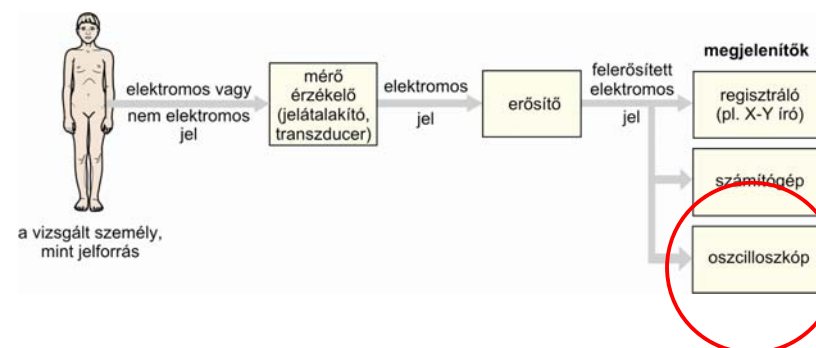 elektromos vagy
nem elektromos
jel
a vizsgált személy,
mint jelforrás
mérő
érzékelő
(jelátalakító,
transzducer)
elektromos
jel
erősítő
felerősített
elektromos
jel
megjelenítők
regisztráló
(pl. X-Y író)
számítógép
oszcilloszkóp